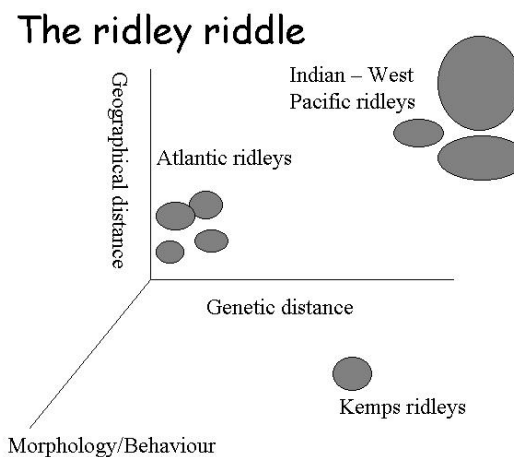 The ridley riddle
Geographical distance
Indian – West
Pacific ridleys
Atlantic ridleys
Genetic distance
Kemps ridleys
Morphology/Behaviour